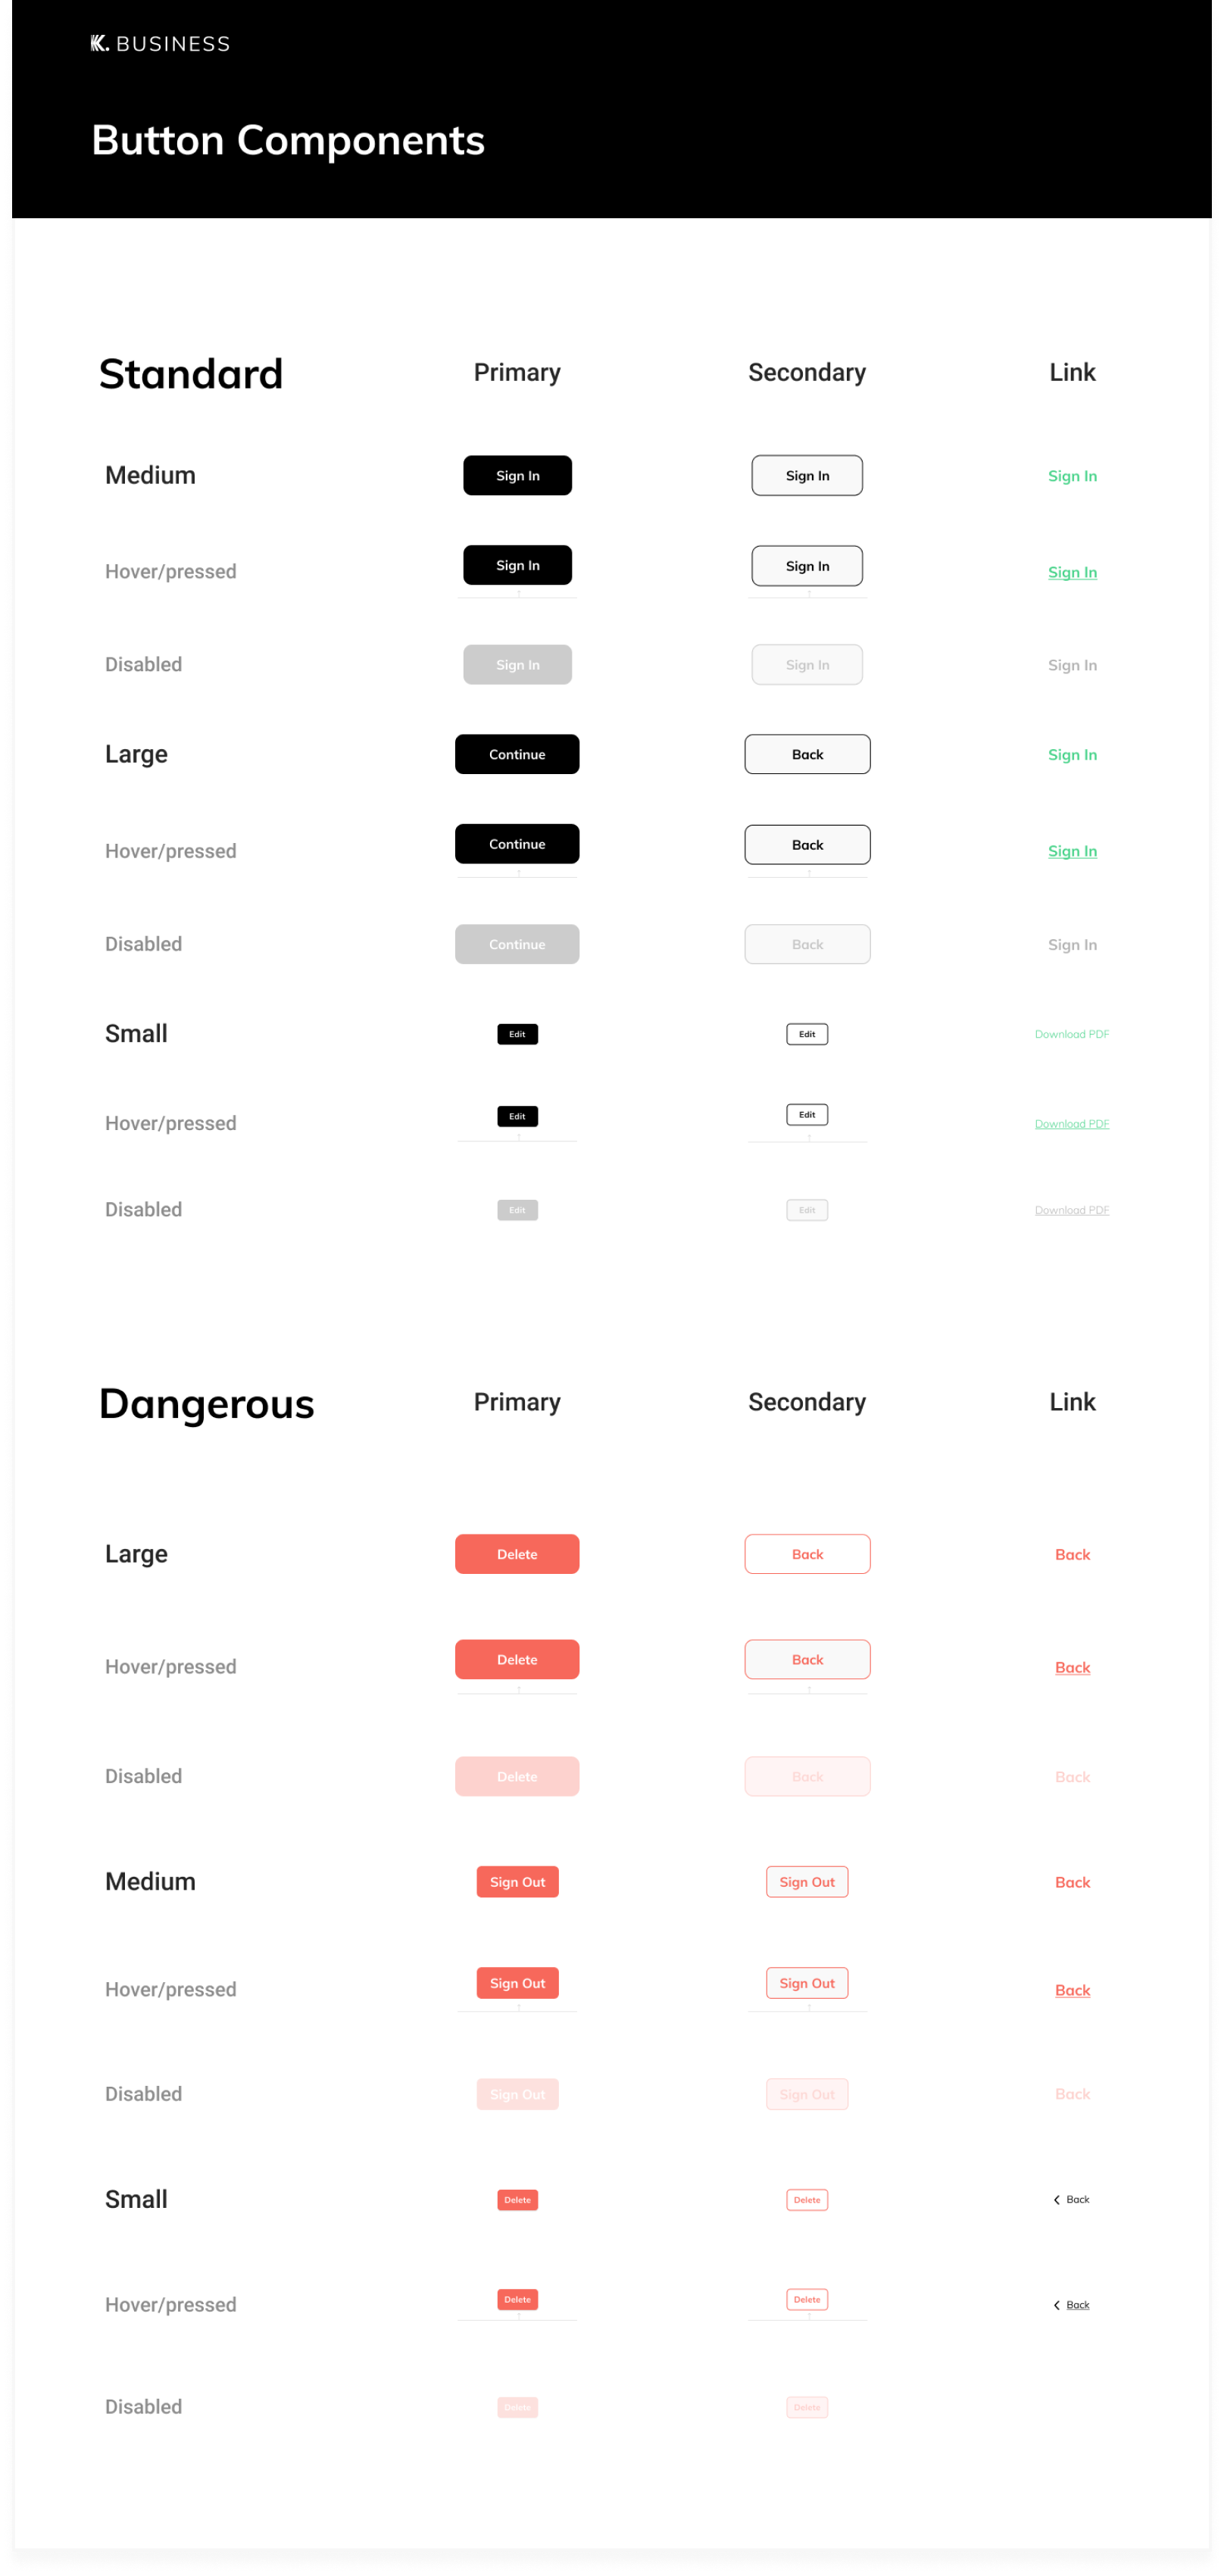 K. BUSINESS
Button Components
Standard Primary Secondary Link
Medium Sign In Sign In Sign In
Hover/pressed Sign In Sign In Sign In
Disabled Sign In Sign In Sign In
Large Continue Back Sign In
Hover/pressed Continue Back Sign In
Disabled Continue Back Sign In
Small Edit Edit Download PDF
Hover/pressed Edit Edit Download PDF
Disabled Edit Edit Download PDF
Dangerous Primary Secondary Link
Large Delete Back Back
Hover/pressed Delete Back Back
Disabled Delete Back Back
Medium Sign Out Sign Out Back
Hover/pressed Sign Out Sign Out Back
Disabled Sign Out Sign Out Back
Small Delete Delete Back
Hover/pressed Delete Delete Back
Disabled Delete Delete